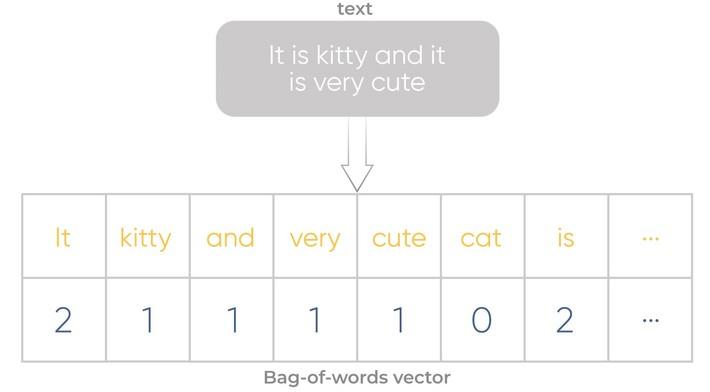 text
It is kitty and it
is very cute
It kitty and very cute cat is ...
2 1 1 1 1 0 2 ...
Bag-of-words vector